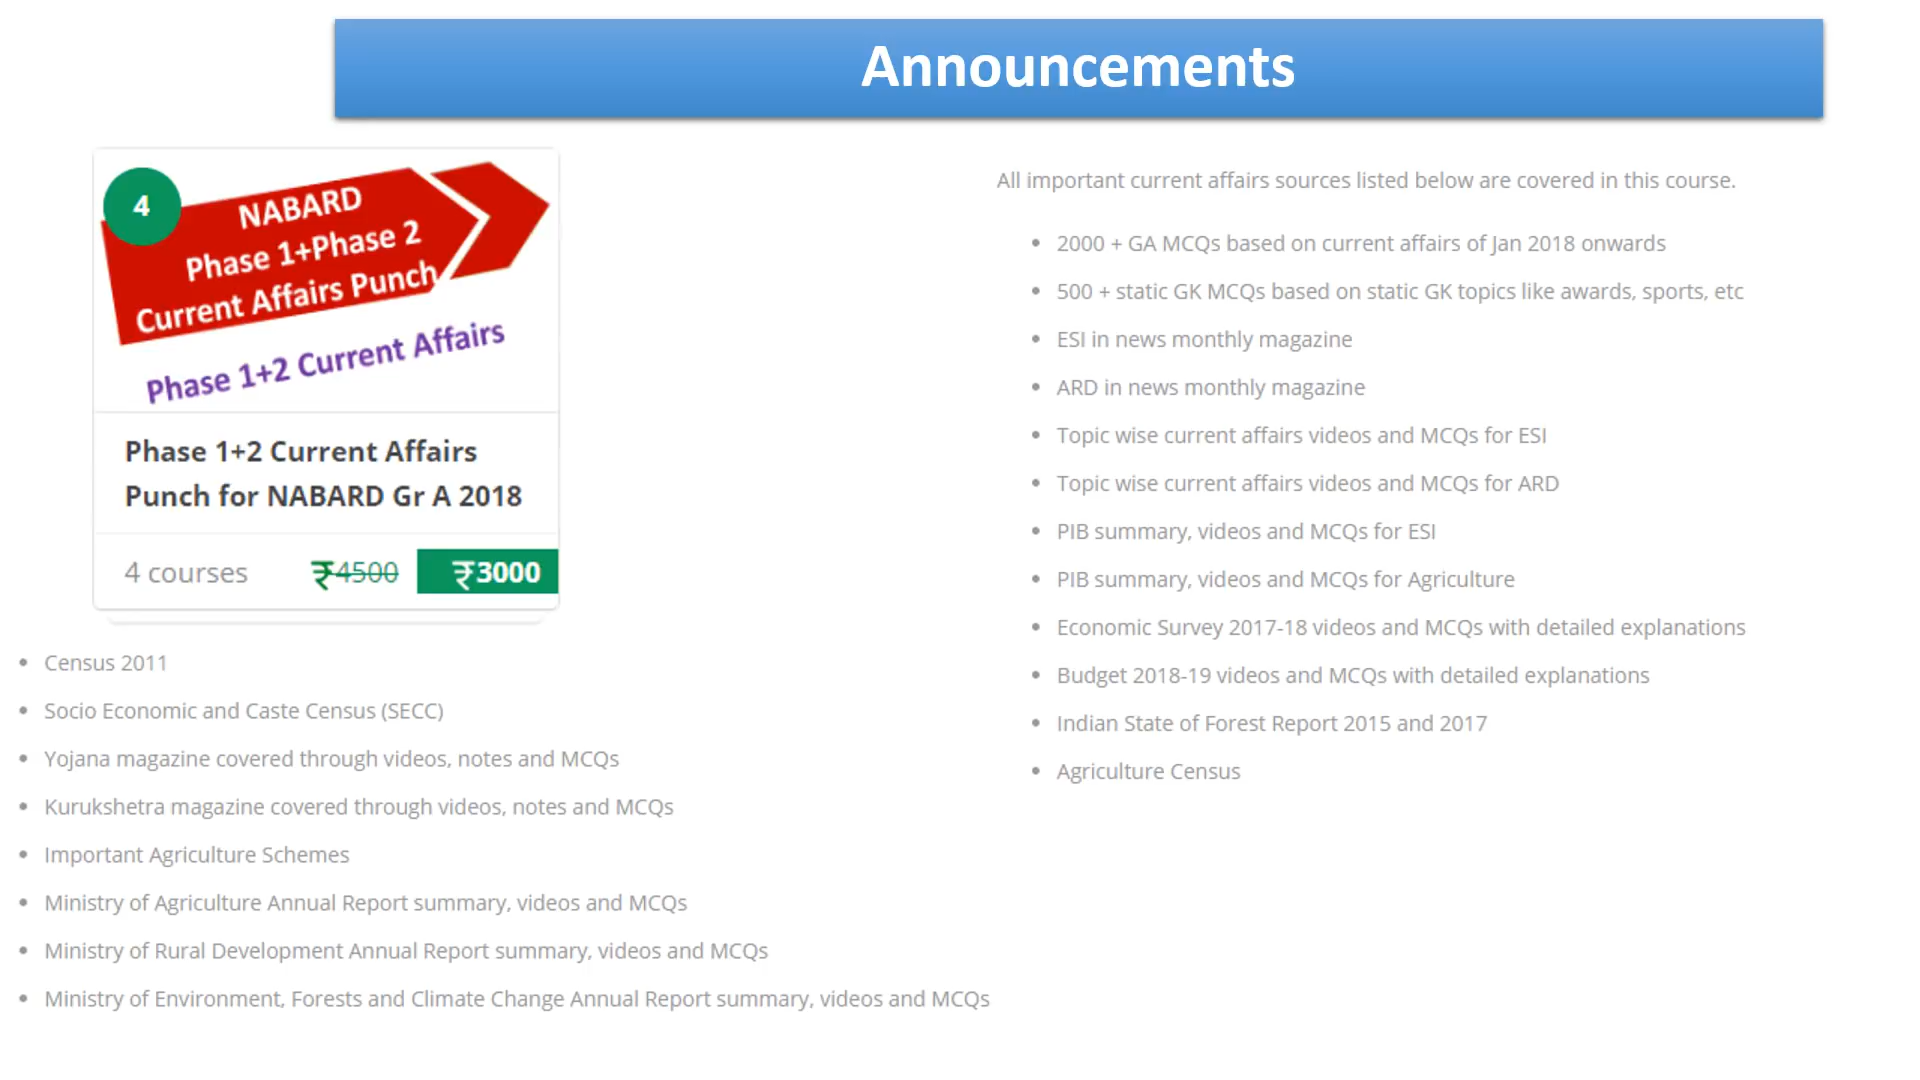 Announcements
4
NABARD
Phase 1+Phase 2
Current Affairs Punch
Phase 1+2 Current Affairs
Phase 1+2 Current Affairs
Punch for NABARD Gr A 2018
4 courses ₹4500 ₹3000
All important current affairs sources listed below are covered in this course.
• 2000 + GA MCQs based on current affairs of Jan 2018 onwards
• 500 + static GK MCQs based on static GK topics like awards, sports, etc
• ESI in news monthly magazine
• ARD in news monthly magazine
• Topic wise current affairs videos and MCQs for ESI
• Topic wise current affairs videos and MCQs for ARD
• PIB summary, videos and MCQs for ESI
• PIB summary, videos and MCQs for Agriculture
• Economic Survey 2017-18 videos and MCQs with detailed explanations
• Budget 2018-19 videos and MCQs with detailed explanations
• Indian State of Forest Report 2015 and 2017
• Agriculture Census
• Census 2011
• Socio Economic and Caste Census (SECC)
• Yojana magazine covered through videos, notes and MCQs
• Kurukshetra magazine covered through videos, notes and MCQs
• Important Agriculture Schemes
• Ministry of Agriculture Annual Report summary, videos and MCQs
• Ministry of Rural Development Annual Report summary, videos and MCQs
• Ministry of Environment, Forests and Climate Change Annual Report summary, videos and MCQs